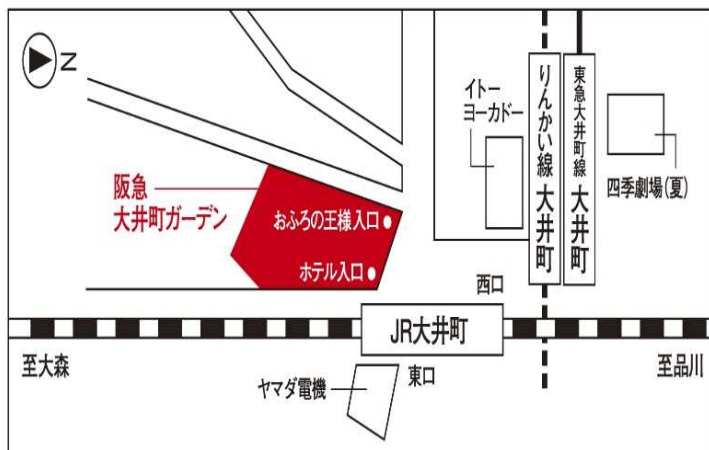 N
イトー
ヨーカドー
りんかい線 大井町
東急大井町線 大井町
四季劇場(夏)
阪急
大井町ガーデン
おふろの王様入口
ホテル入口
西口
JR大井町
至大森
至品川
ヤマダ電機
東口